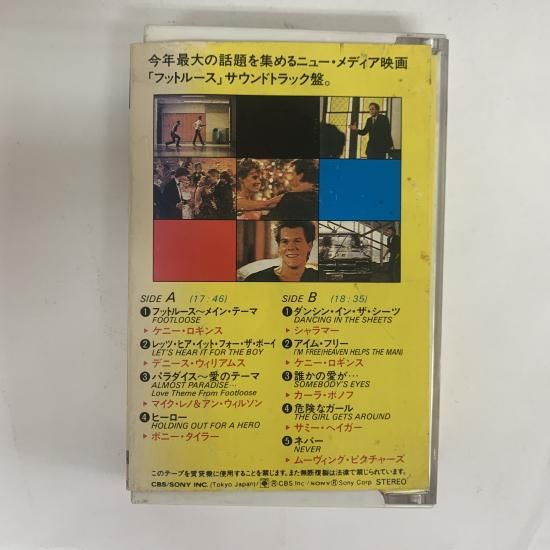 今年最大の話題を集めるニュー・メディア映画
「フットルース」サウンドトラック盤。
SIDE A (17:46)
❶フットルース〜メイン・テーマ
FOOTLOOSE
▶ケニー・ロギンス
❷レッツ・ヒア・イット・フォー・ザ・ボーイ
LET'S HEAR IT FOR THE BOY
▶デニース・ウィリアムス
❸パラダイス〜愛のテーマ
ALMOST PARADISE…
Love Theme From Footloose
▶マイク・レノ&アン・ウィルソン
❹ヒーロー
HOLDING OUT FOR A HERO
▶ボニー・タイラー
SIDE B (18:35)
❶ダンシン・イン・ザ・シーツ
DANCING IN THE SHEETS
▶シャラマー
❷アイム・フリー
I'M FREE(HEAVEN HELPS THE MAN)
▶ケニー・ロギンス
❸誰かの愛が…
SOMEBODY'S EYES
▶カーラ・ボノフ
❹危険なガール
THE GIRL GETS AROUND
▶サミー・ヘイガー
❺ネバー
NEVER
▶ムーヴィング・ピクチャーズ
このテープを賃貸業に使用することを禁じます。また無断複製は法律で禁じられています。
CBS/SONY INC. (Tokyo Japan)/ ®CBS Inc./SONY®Sony Corp. STEREO